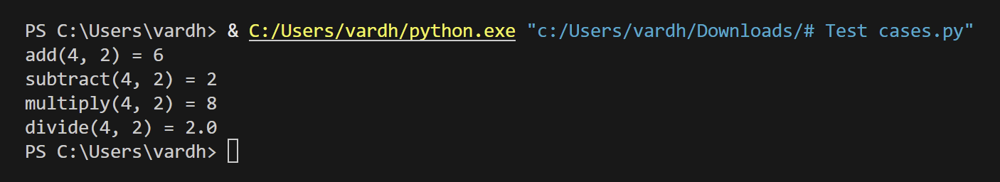 PS C:\Users\vardh> & C:/Users/vardh/python.exe "c:/Users/vardh/Downloads/# Test cases.py"
add(4, 2) = 6
subtract(4, 2) = 2
multiply(4, 2) = 8
divide(4, 2) = 2.0
PS C:\Users\vardh>